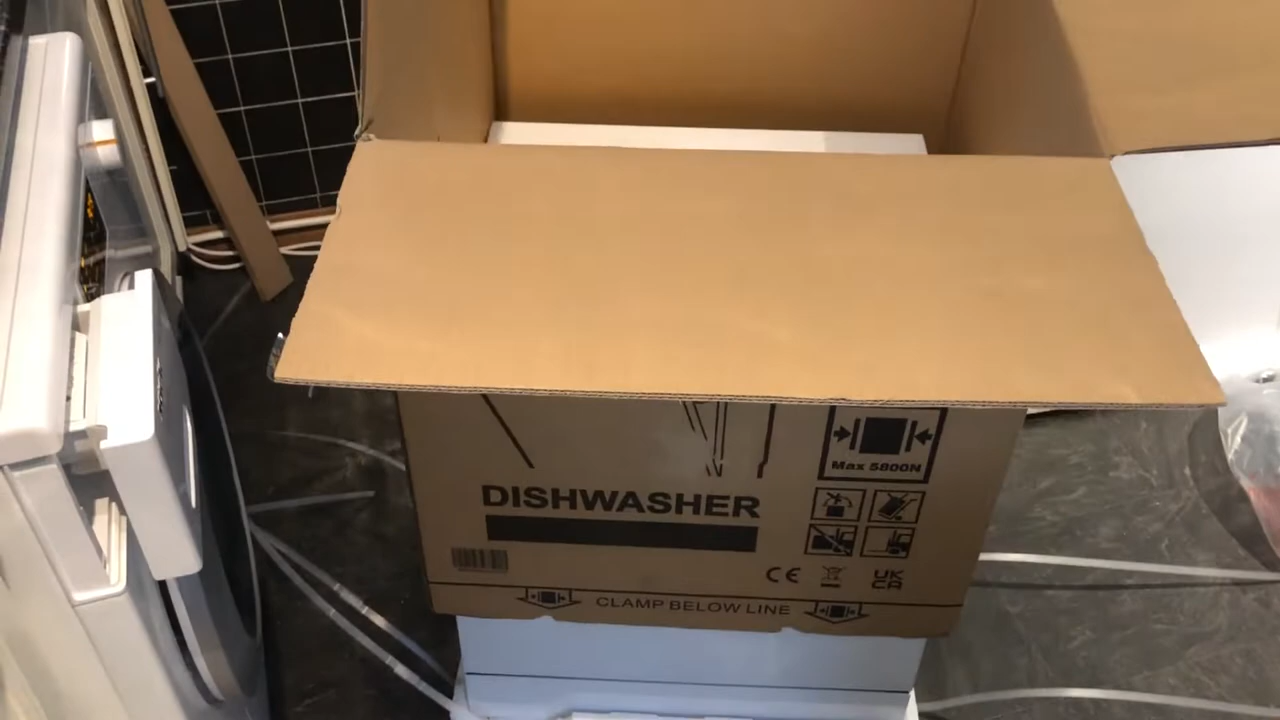 Max 5800N
DISHWASHER
CE
UK
CA
CLAMP BELOW LINE